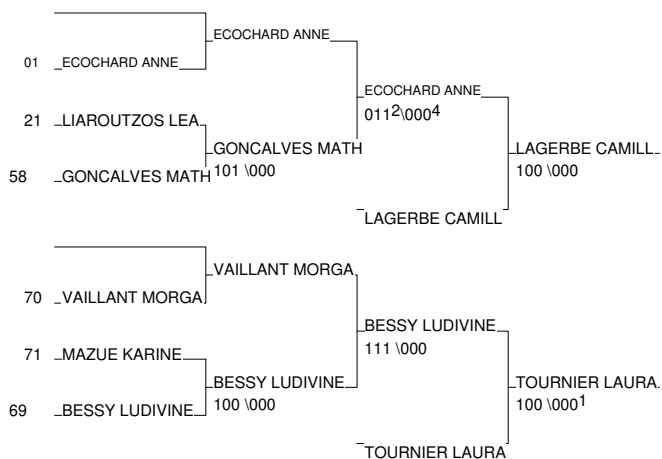 ECOCHARD ANNE
01 ECOCHARD ANNE
ECOCHARD ANNE
011²\000⁴
21 LIAROUTZOS LEA
GONCALVES MATH
101 \000
LAGERBE CAMILL
100 \000
58 GONCALVES MATH
LAGERBE CAMILL
VAILLANT MORGA
70 VAILLANT MORGA
BESSY LUDIVINE
111 \000
71 MAZUE KARINE
BESSY LUDIVINE
100 \000
TOURNIER LAURA
100 \000¹
69 BESSY LUDIVINE
TOURNIER LAURA